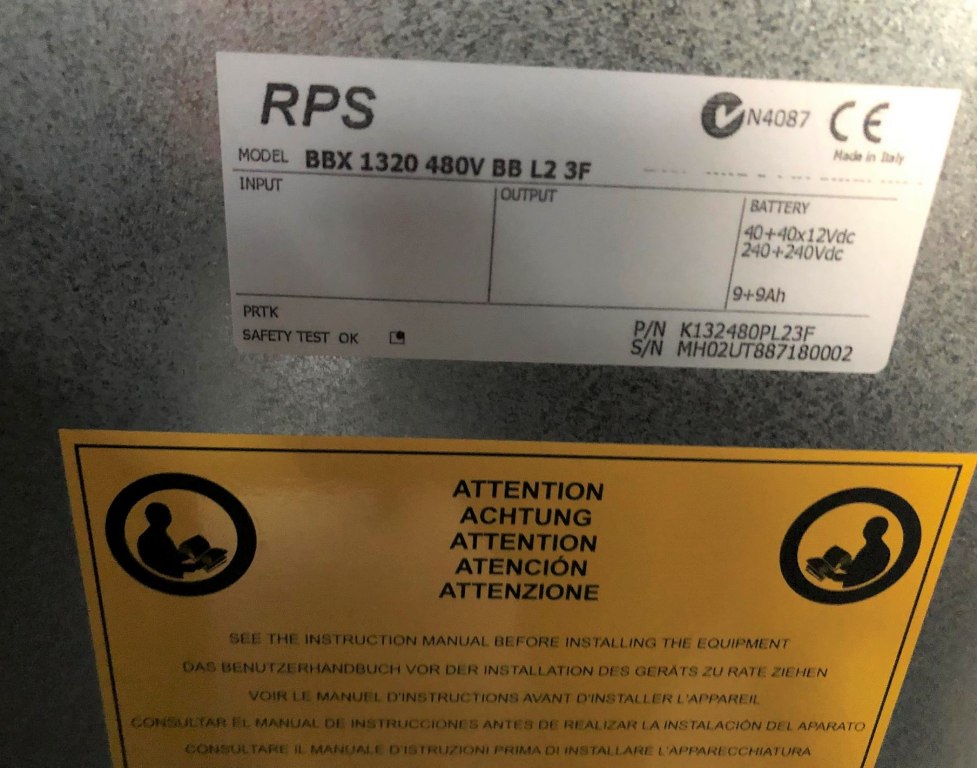 RPS
N4087 CE
Made in Italy
MODEL BBX 1320 480V BB L2 3F
INPUT
OUTPUT
BATTERY
40+40x12Vdc
240+240Vdc
9+9Ah
PRTK
SAFETY TEST OK
P/N K132480PL23F
S/N MH02UT887180002
ATTENTION
ACHTUNG
ATTENTION
ATENCIÓN
ATTENZIONE
SEE THE INSTRUCTION MANUAL BEFORE INSTALLING THE EQUIPMENT
DAS BENUTZERHANDBUCH VOR DER INSTALLATION DES GERÄTS ZU RATE ZIEHEN
VOIR LE MANUEL D'INSTRUCTIONS AVANT D'INSTALLER L'APPAREIL
CONSULTAR EL MANUAL DE INSTRUCCIONES ANTES DE REALIZAR LA INSTALACIÓN DEL APARATO
CONSULTARE IL MANUALE D'ISTRUZIONI PRIMA DI INSTALLARE L'APPARECCHIATURA